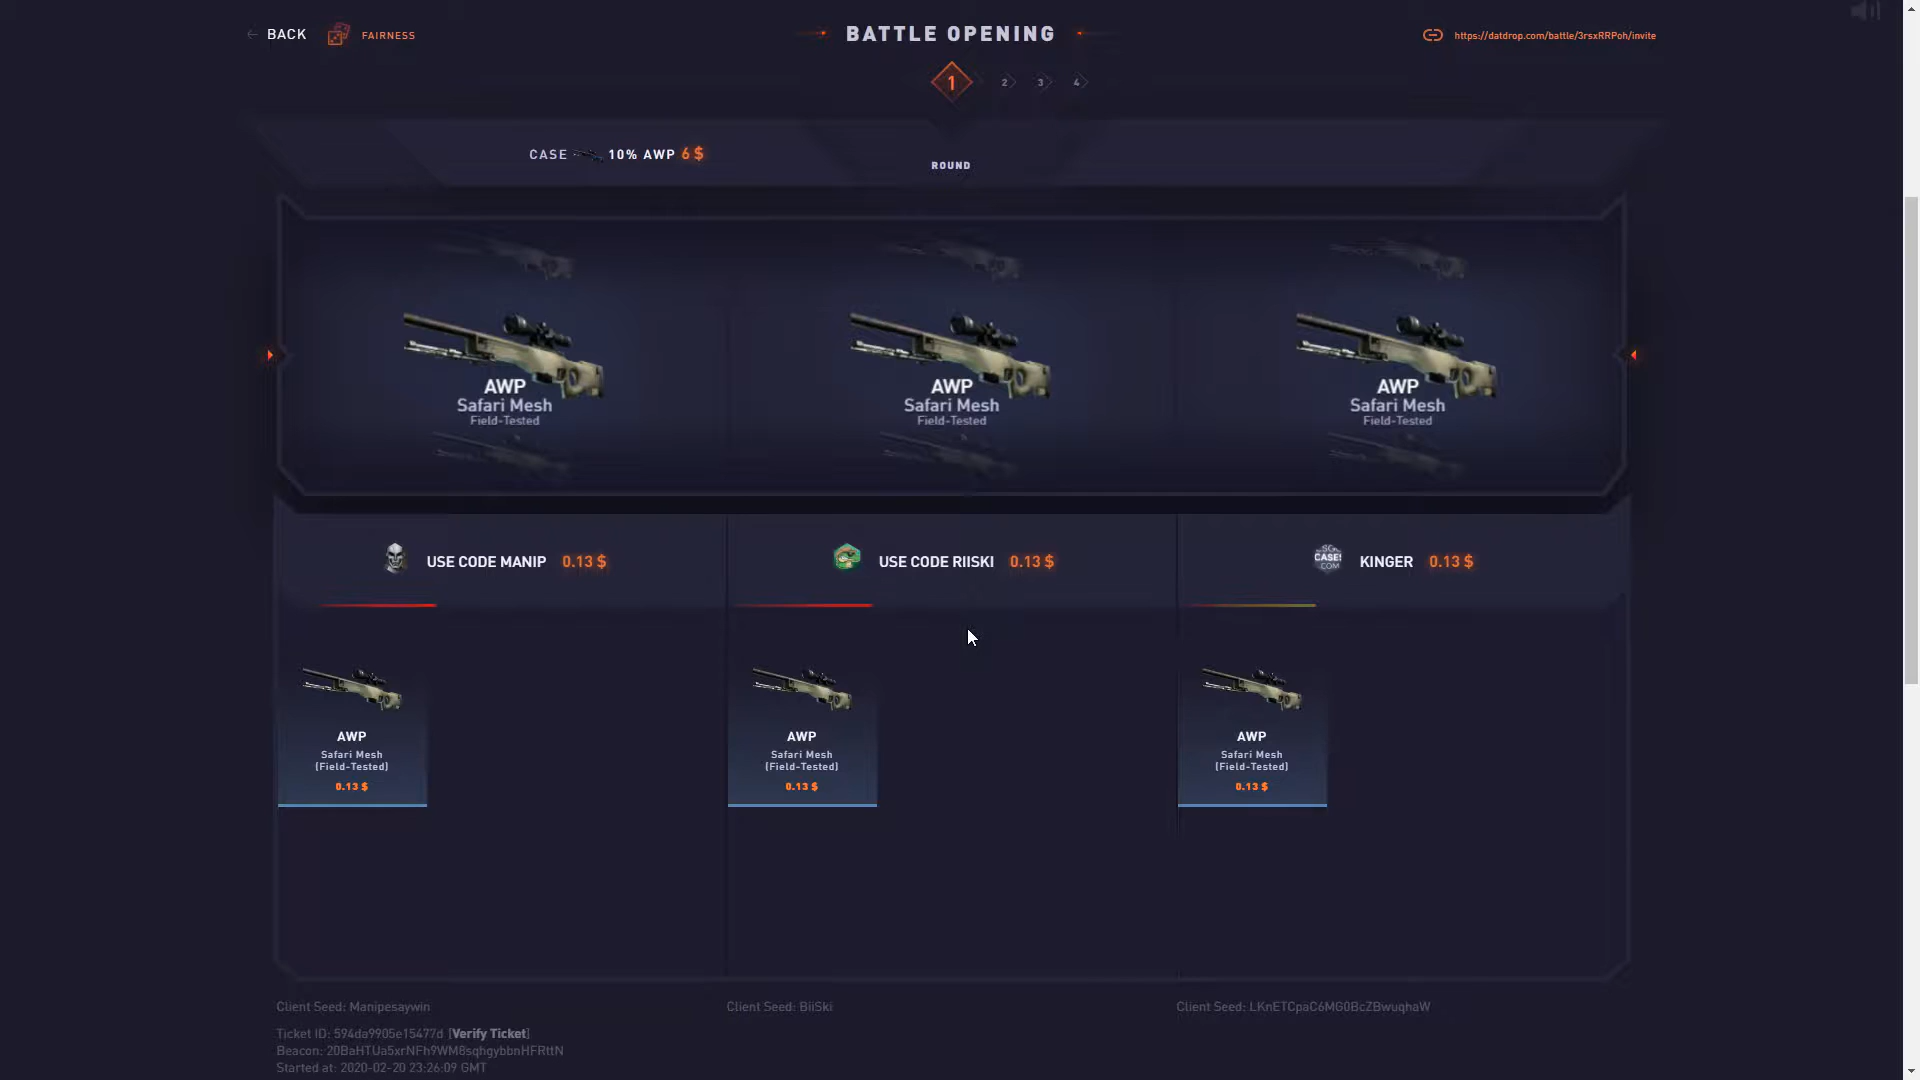 BACK
FAIRNESS
BATTLE OPENING
https://datdrop.com/battle/3rsxRRPoh/invite
1
2
3
4
CASE 10% AWP 6 $
ROUND
AWP
Safari Mesh
Field-Tested
AWP
Safari Mesh
Field-Tested
AWP
Safari Mesh
Field-Tested
USE CODE MANIP 0.13 $
USE CODE RIISKI 0.13 $
CASE!
.COM
KINGER 0.13 $
AWP
Safari Mesh
(Field-Tested)
0.13 $
AWP
Safari Mesh
(Field-Tested)
0.13 $
AWP
Safari Mesh
(Field-Tested)
0.13 $
Client Seed: Manipesaywin
Client Seed: BiiSki
Client Seed: LKnETCpaC6MG0BcZBwuqhaW
Ticket ID: 594da9905e15477d [Verify Ticket]
Beacon: 20BaHTUa5xrNFh9WM8sqhgybbnHFRttN
Started at: 2020-02-20 23:26:09 GMT